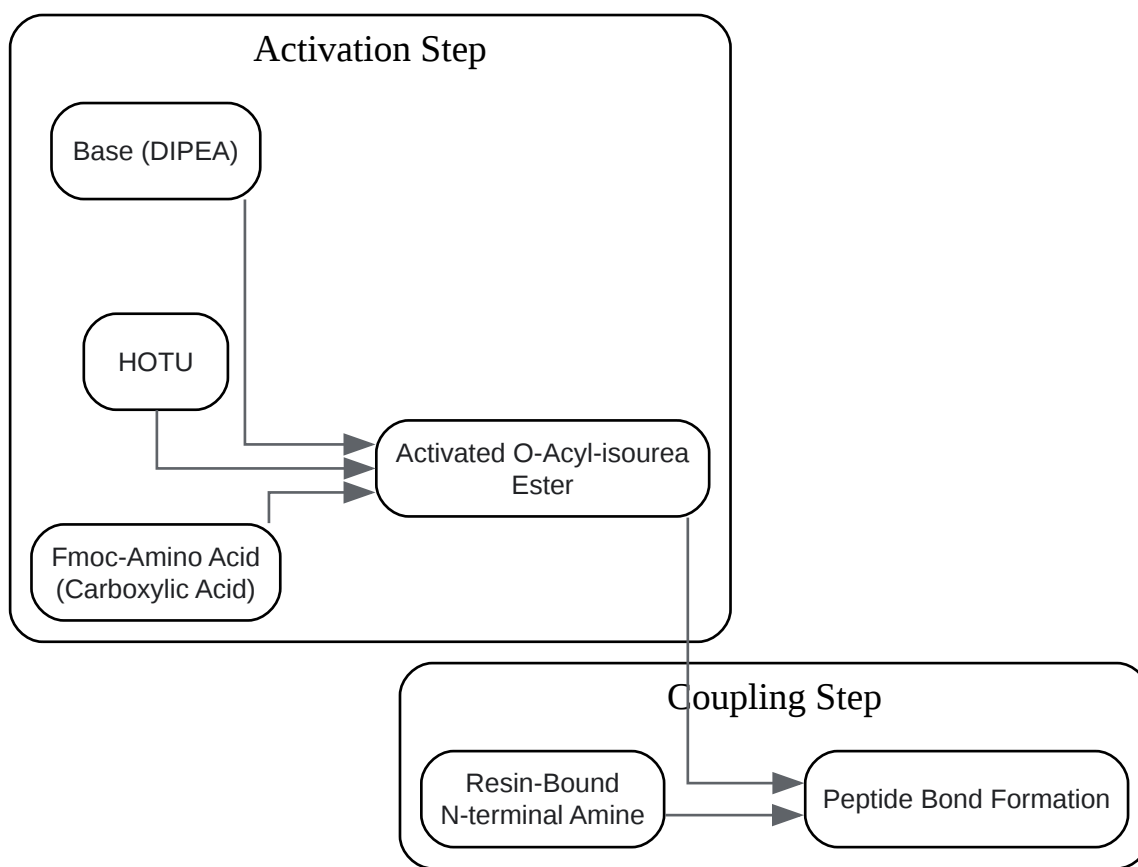 Activation Step
Base (DIPEA)
HOTU
Activated O-Acyl-isourea
Ester
Fmoc-Amino Acid
(Carboxylic Acid)
Coupling Step
Resin-Bound
N-terminal Amine
Peptide Bond Formation